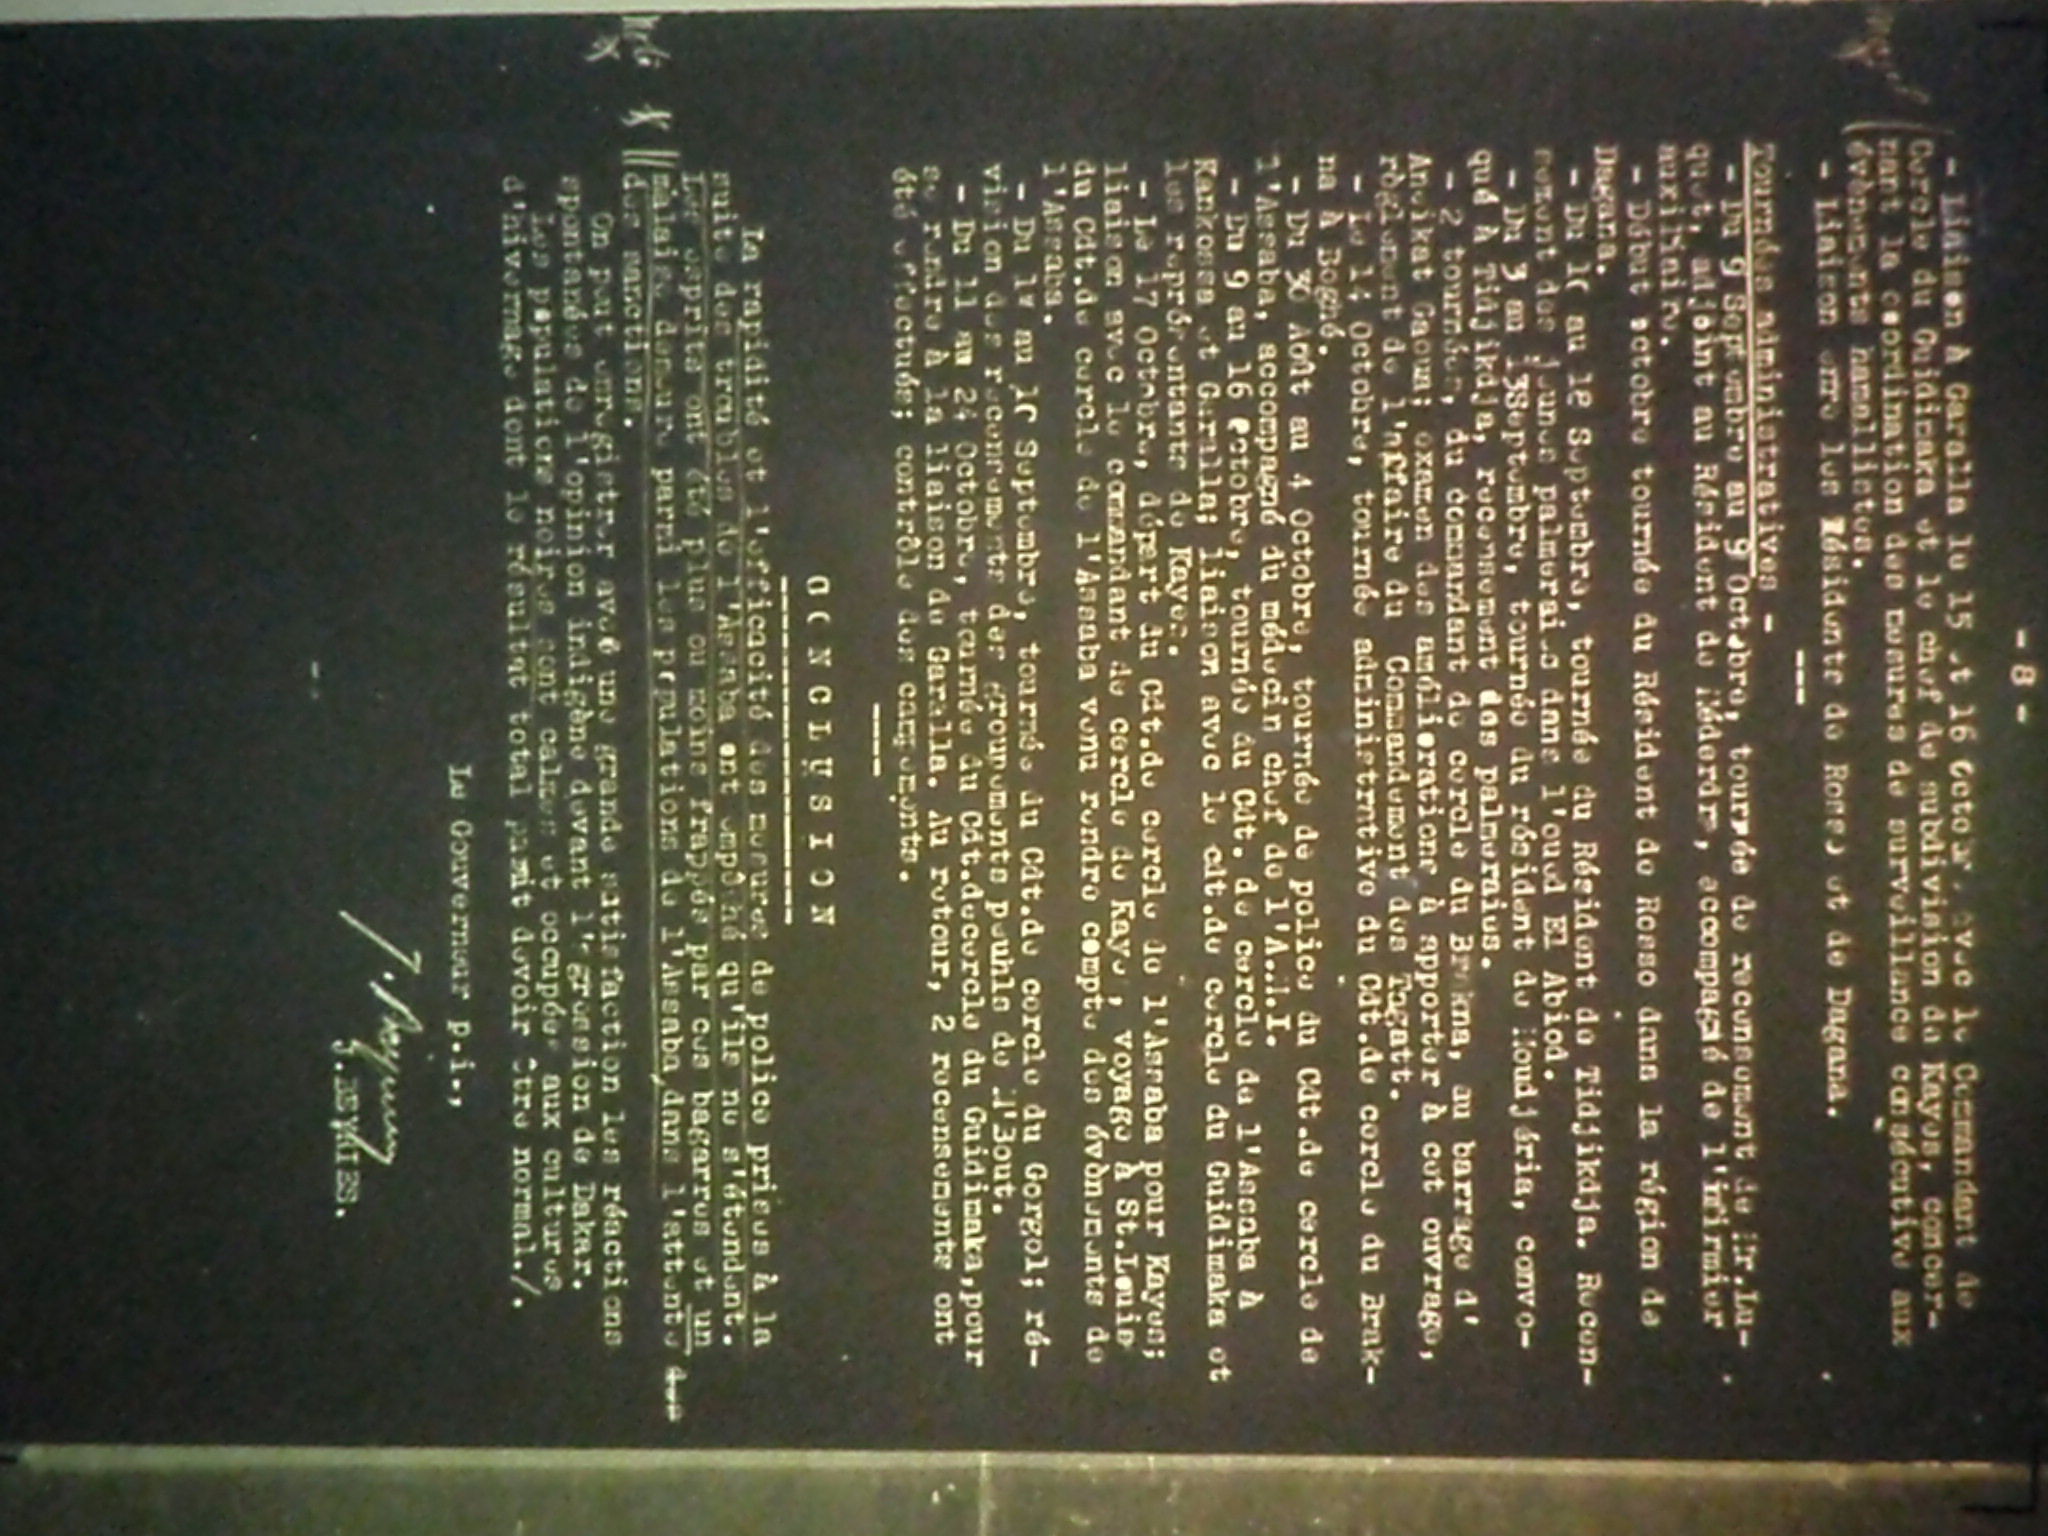 - 8 -
- Liaison à Garalla le 15 et 16 Octobre avec le Commandant de
Cercle du Guidimaka et le chef de subdivision de Kayes, concer-
nant la coordination des mesures de surveillance consécutive aux
évènements hamallistes.
- Liaison entre les Résidents de Rosso et de Dagana.
Tournées administratives -
- Du 9 Septembre au 9 Octobre, tournée de recensement de Mr.Lu-
quet, adjoint au Résident de Méderdra, accompagné de l'infirmier
auxiliaire.
- Début octobre tournée du Résident de Rosso dans la région de
Dagana.
- Du 10 au 12 Septembre, tournée du Résident de Tidjikdja. Recen-
sement des jeunes palmeraies dans l'oued El Abiod.
- Du 3 au 13Septembre, tournée du résident de Moudjéria, convo-
qué à Tidjikdja, recensement des palmeraies.
- 2 tournées, du commandant de cercle du Brakna, au barrage d'
Aneikat Gaoua; examen des améliorations à apporter à cet ouvrage,
règlement de l'affaire du Commandement des Tagatt.
- Le 14 Octobre, tournée administrative du Cdt.de cercle du Brak-
na à Boghé.
- Du 30 Août au 4 Octobre, tournée de police du Cdt.de cercle de
l'Assaba, accompagné du médecin chef de l'A.M.I.
- Du 9 au 16 Octobre, tournée du Cdt. de cercle de l'Assaba à
Kankossa et Garalla; liaison avec le cdt.de cercle du Guidimaka et
les représentants de Kayes.
- Le 17 Octobre, départ du Cdt.de cercle de l'Assaba pour Kayes;
liaison avec le commandant de cercle de Kayes, voyage à St.Louis
du Cdt.de cercle de l'Assaba venu rendre compte des évènements de
l'Assaba.
- Du 1er au 10 Septembre, tournée du Cdt.de cercle du Gorgol; ré-
vision des recensements des groupements peuhls de M'Bout.
- Du 11 au 24 Octobre, tournée du Cdt.decercle du Guidimaka,pour
se rendre à la liaison de Garalla. Au retour, 2 recensements ont
été effectués; contrôle des campements.
CONCLUSION
La rapidité et l'efficacité des mesures de police prises à la
suite des troubles de l'Assaba ont empêché qu'ils ne s'étendent.
Les esprits ont été plus ou moins frappés par ces bagarres et un
malaise demeure parmi les populations de l'Assaba,dans l'attente
des sanctions.
On peut enregistrer avec une grande satisfaction les réactions
spontanées de l'opinion indigène devant l'agression de Dakar.
Les populations noires sont calmes et occupées aux cultures
d'hivernage dont le résultat total parait devoir être normal./.
Le Gouverneur p.i.,
J. Beyries
J.BEYRIES.